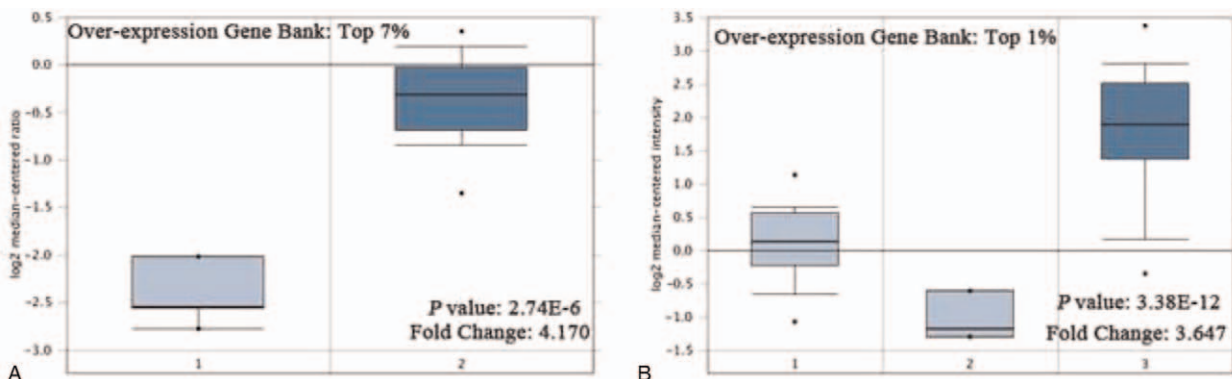 Over-expression Gene Bank: Top 7%
log2 median-centered ratio
0.5
0.0
-0.5
-1.0
-1.5
-2.0
-2.5
-3.0
P value: 2.74E-6
Fold Change: 4.170
1 2
A
Over-expression Gene Bank: Top 1%
log2 median-centered intensity
3.5
3.0
2.5
2.0
1.5
1.0
0.5
0.0
-0.5
-1.0
-1.5
P value: 3.38E-12
Fold Change: 3.647
1 2 3
B